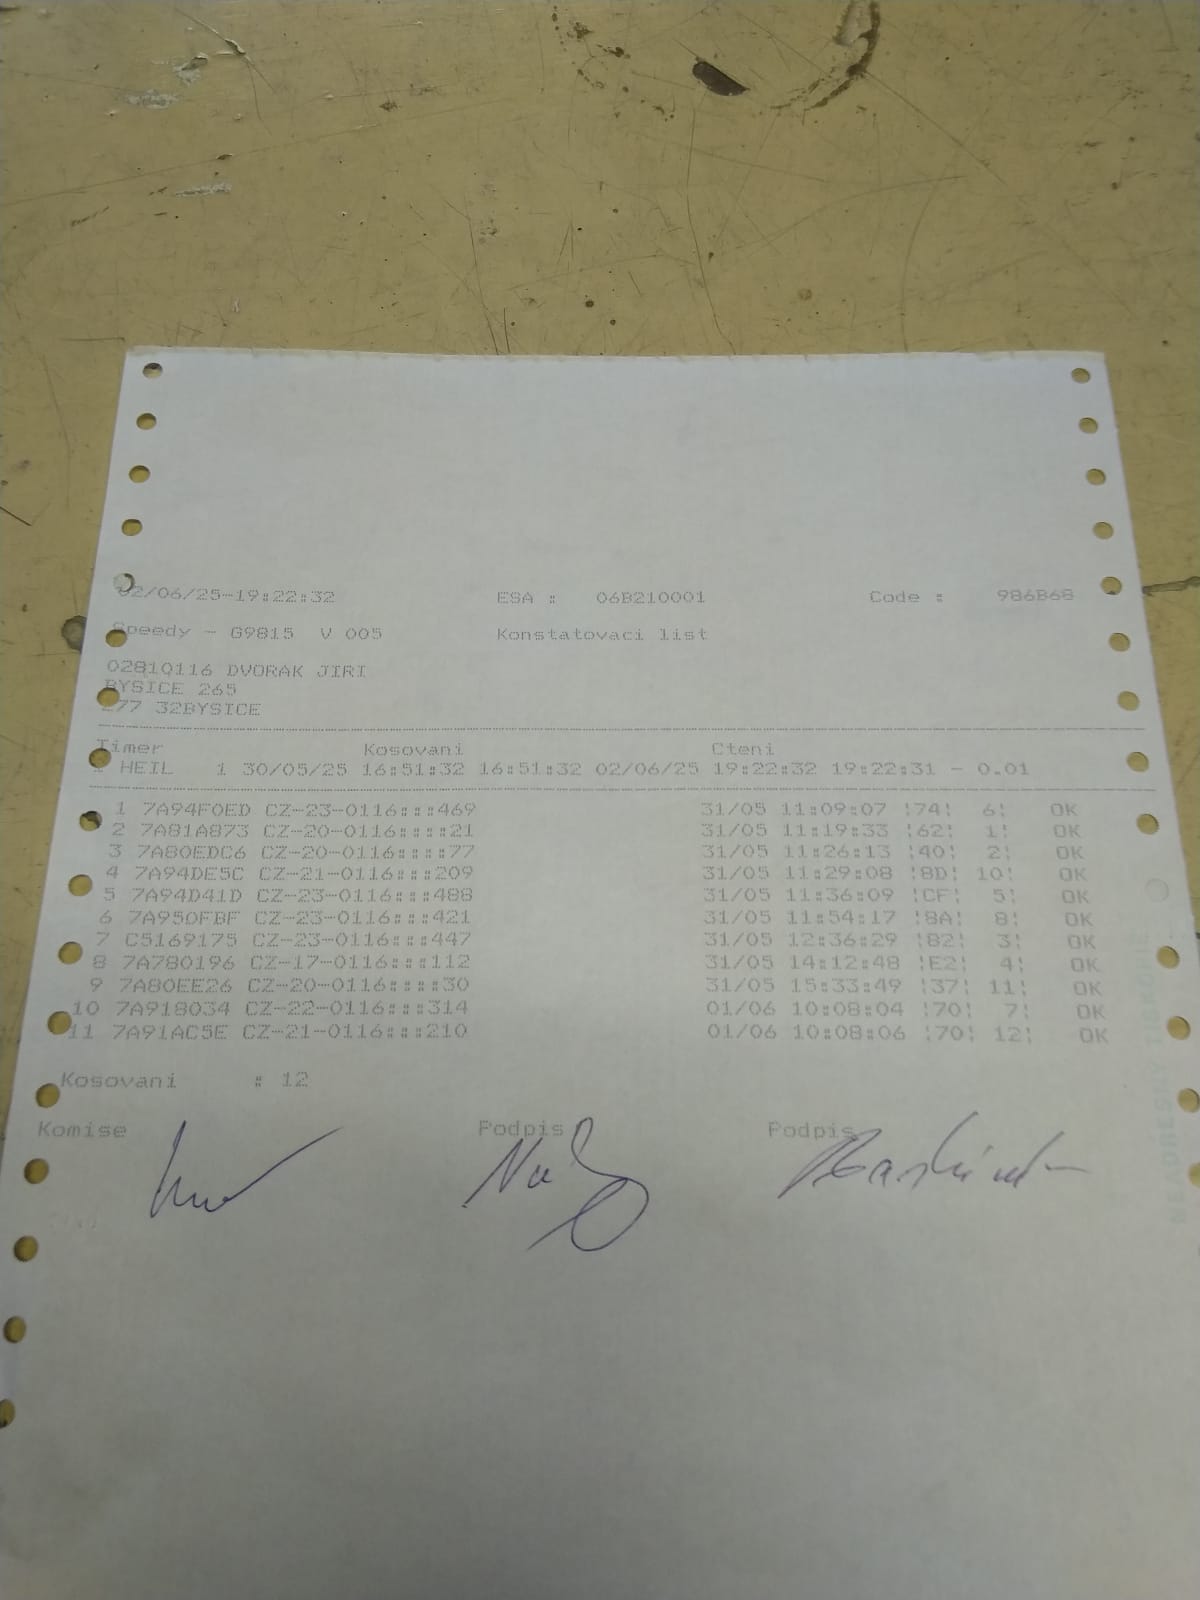 02/06/25-19:22:32 ESA : 06B210001 Code : 986B68
Speedy - G9815 V 005 Konstatovaci list
02810116 DVORAK JIRI
BYSICE 265
277 32BYSICE
Timer Kosovani Cteni
HEIL 1 30/05/25 16:51:32 16:51:32 02/06/25 19:22:32 19:22:31 - 0.01
1 7A94F0ED CZ-23-0116:::469 31/05 11:09:07 ¦74¦ 6¦ OK
2 7A81A873 CZ-20-0116::::21 31/05 11:19:33 ¦62¦ 1¦ OK
3 7A80EDC6 CZ-20-0116::::77 31/05 11:26:13 ¦40¦ 2¦ OK
4 7A94DE5C CZ-21-0116:::209 31/05 11:29:08 ¦8D¦ 10¦ OK
5 7A94D41D CZ-23-0116:::488 31/05 11:36:09 ¦CF¦ 5¦ OK
6 7A950FBF CZ-23-0116:::421 31/05 11:54:17 ¦8A¦ 8¦ OK
7 C5169175 CZ-23-0116:::447 31/05 12:36:29 ¦82¦ 3¦ OK
8 7A780196 CZ-17-0116:::112 31/05 14:12:48 ¦E2¦ 4¦ OK
9 7A80EE26 CZ-20-0116::::30 31/05 15:33:49 ¦37¦ 11¦ OK
10 7A918034 CZ-22-0116:::314 01/06 10:08:04 ¦70¦ 7¦ OK
11 7A91AC5E CZ-21-0116:::210 01/06 10:08:06 ¦70¦ 12¦ OK
Kosovani : 12
Komise Podpis Podpis